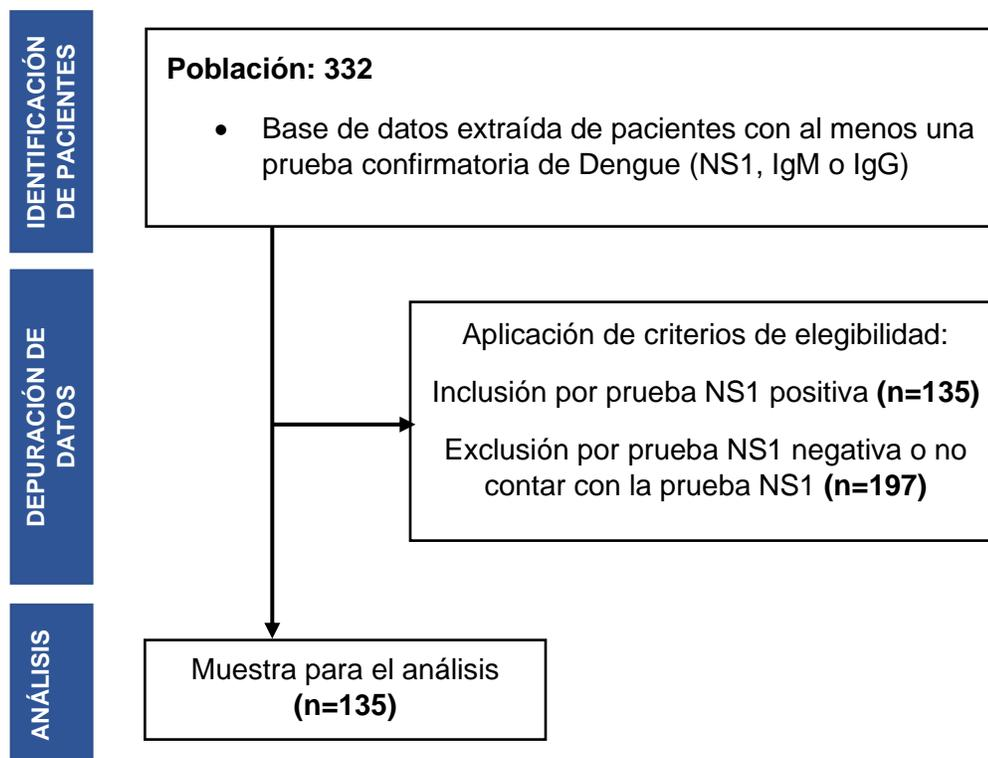 IDENTIFICACIÓN
DE PACIENTES
Población: 332
• Base de datos extraída de pacientes con al menos una
prueba confirmatoria de Dengue (NS1, IgM o IgG)
DEPURACIÓN DE
DATOS
Aplicación de criterios de elegibilidad:
Inclusión por prueba NS1 positiva (n=135)
Exclusión por prueba NS1 negativa o no
contar con la prueba NS1 (n=197)
ANÁLISIS
Muestra para el análisis
(n=135)